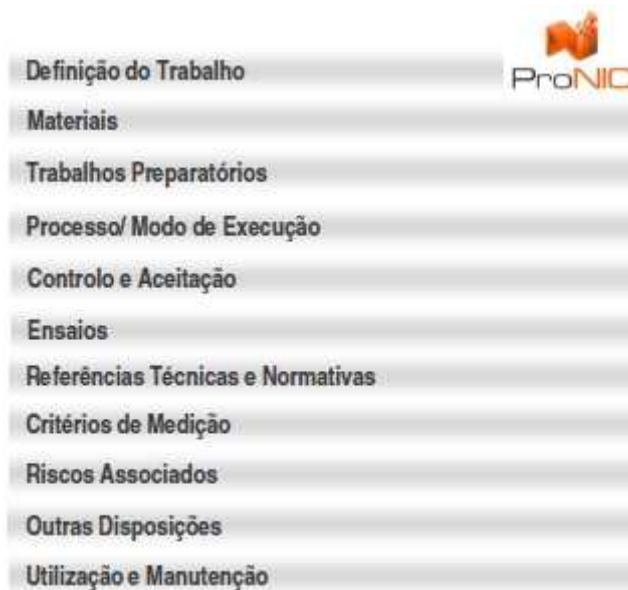 Definição do Trabalho
ProNIC
Materiais
Trabalhos Preparatórios
Processo/ Modo de Execução
Controlo e Aceitação
Ensaios
Referências Técnicas e Normativas
Critérios de Medição
Riscos Associados
Outras Disposições
Utilização e Manutenção